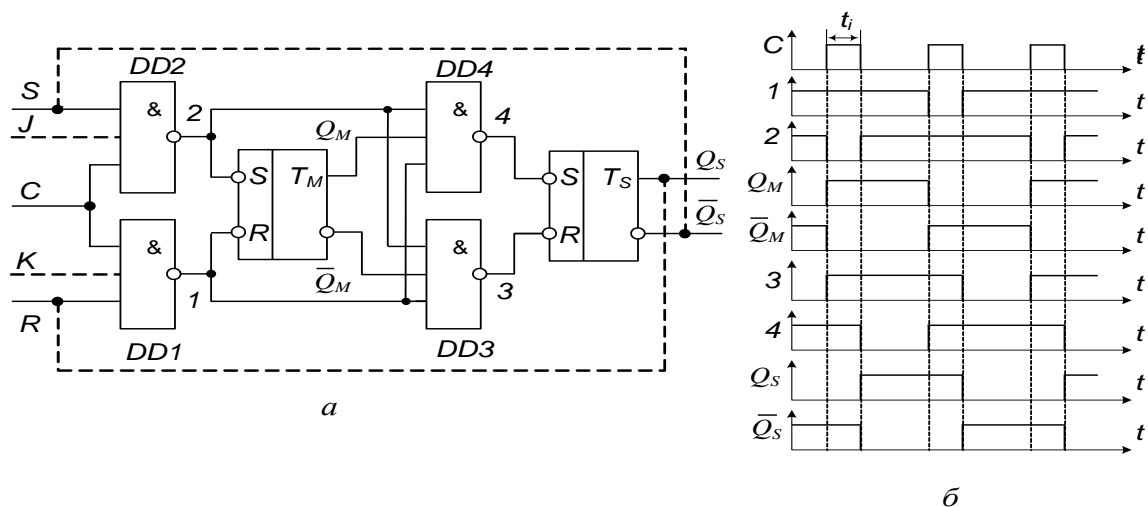 S
J
C
K
R
DD2
&
2
DD1
&
1
S
R
T_M
Q_M
Q̅_M
DD4
&
4
DD3
&
3
S
R
T_S
Q_S
Q̅_S
а
t_i
C
t
1
t
2
t
Q_M
t
Q̅_M
t
3
t
4
t
Q_S
t
Q̅_S
t
б